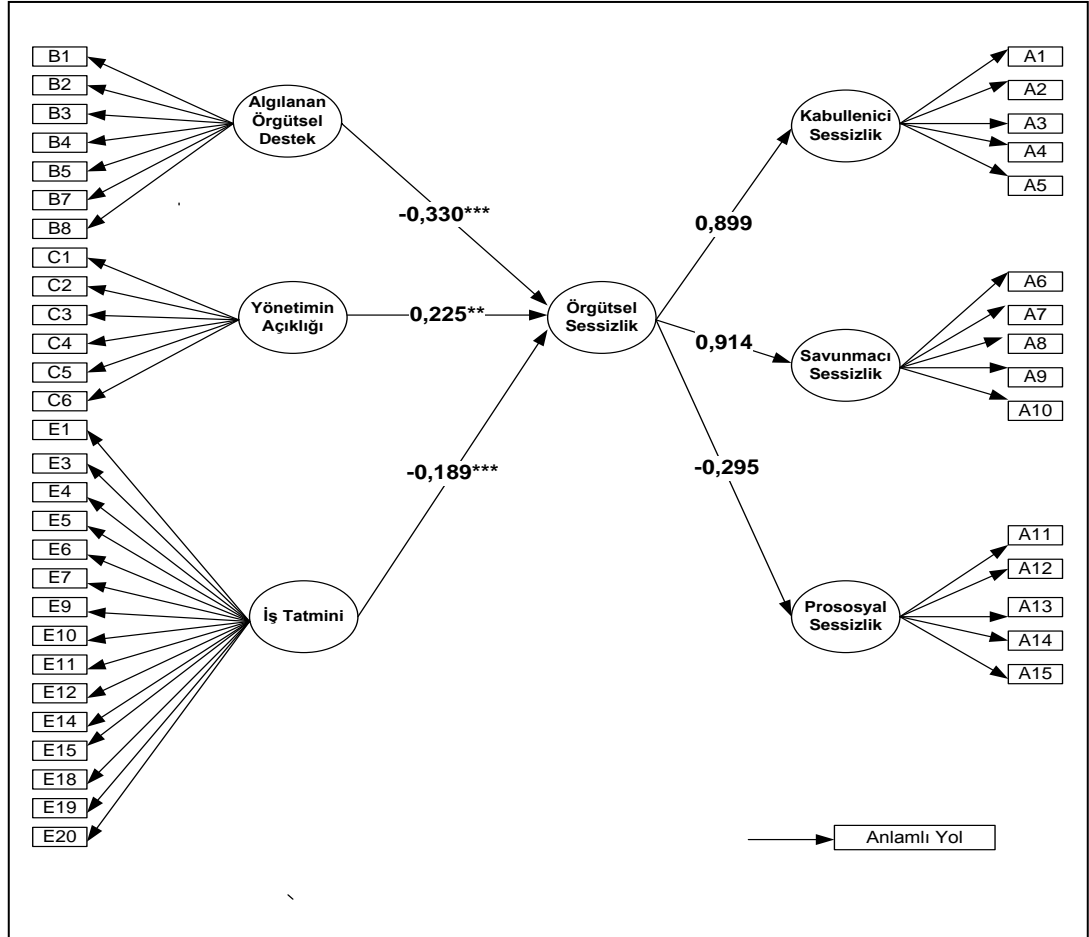 B1
B2
B3
B4
B5
B7
B8
C1
C2
C3
C4
C5
C6
E1
E3
E4
E5
E6
E7
E9
E10
E11
E12
E14
E15
E18
E19
E20
Algılanan
Örgütsel
Destek
Yönetimin
Açıklığı
İş Tatmini
-0,330***
0,225**
-0,189***
Örgütsel
Sessizlik
0,899
0,914
-0,295
Kabullenici
Sessizlik
Savunmacı
Sessizlik
Prososyal
Sessizlik
A1
A2
A3
A4
A5
A6
A7
A8
A9
A10
A11
A12
A13
A14
A15
Anlamlı Yol